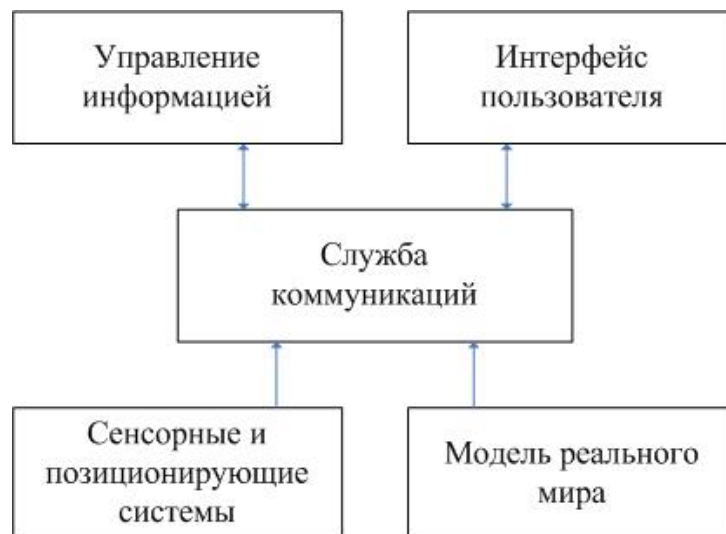 Управление
информацией
Интерфейс
пользователя
Служба
коммуникаций
Сенсорные и
позиционирующие
системы
Модель реального
мира